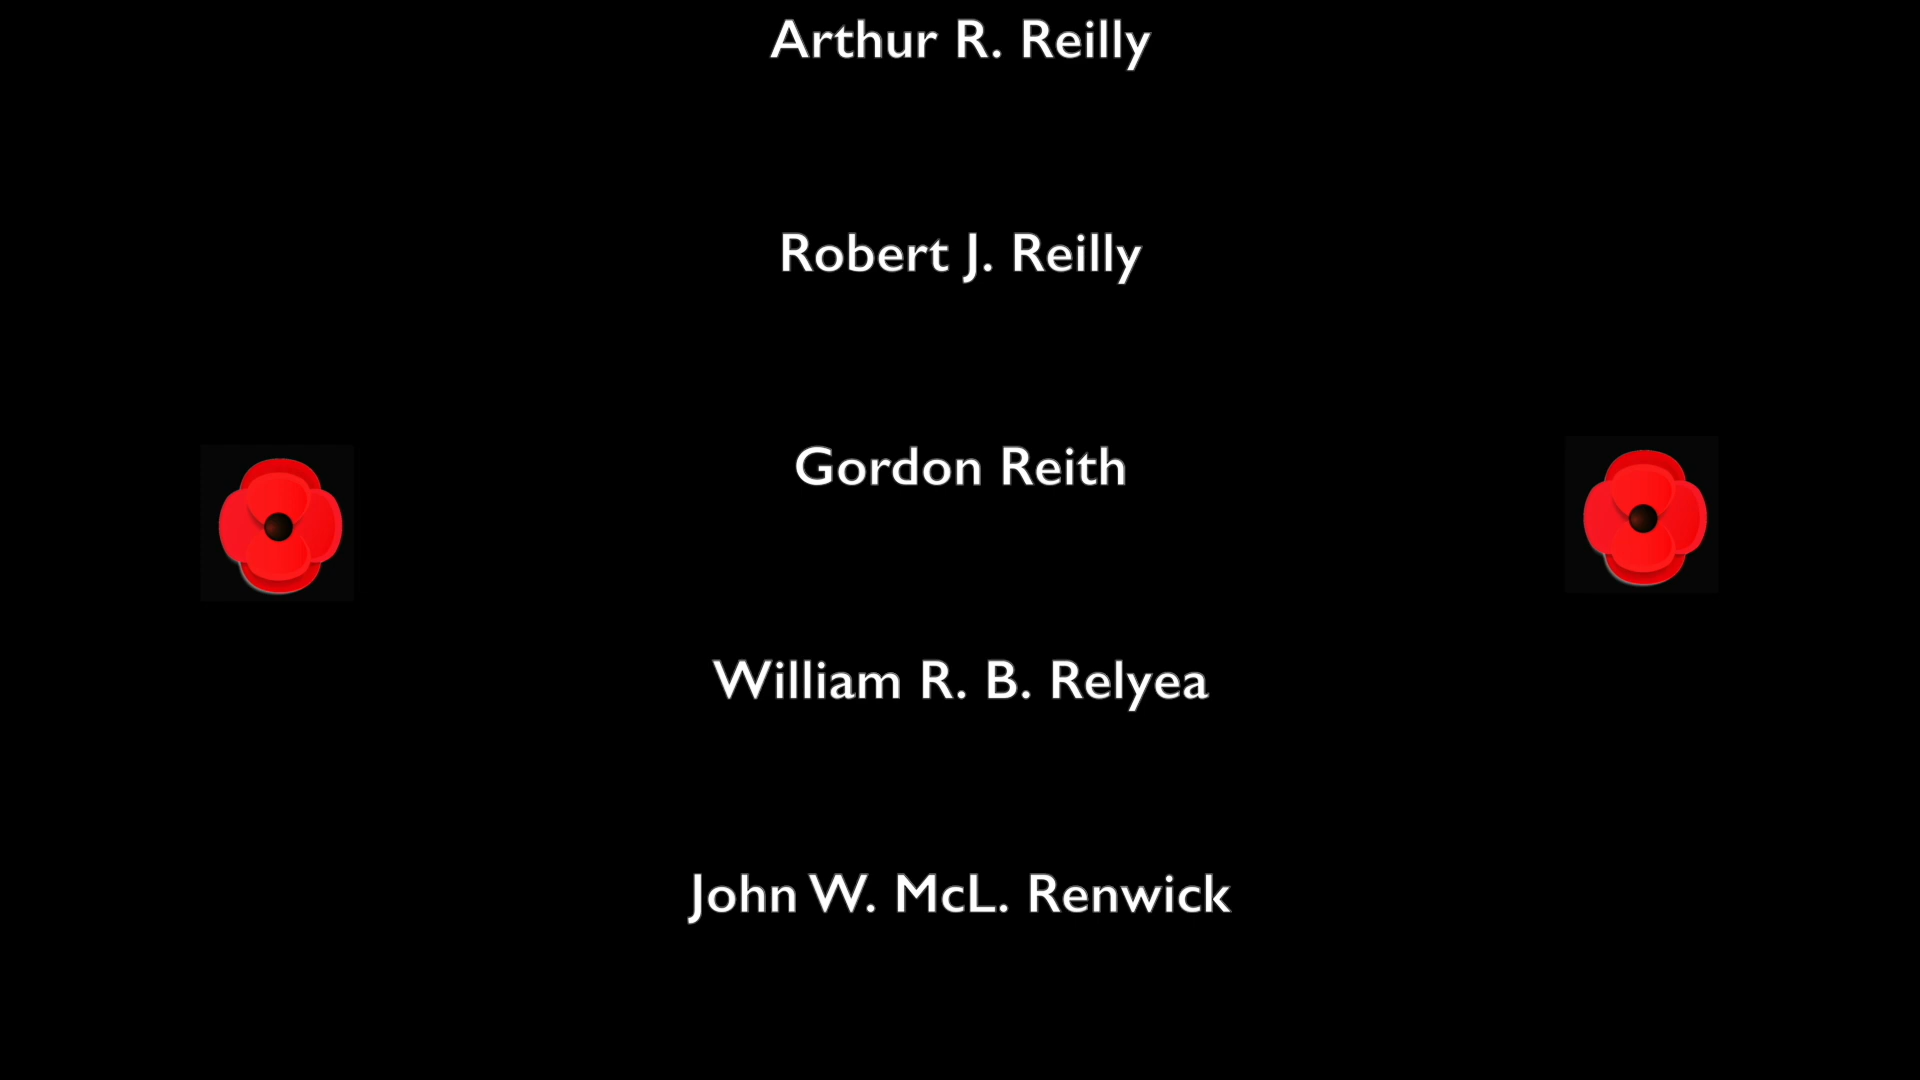 Arthur R. Reilly
Robert J. Reilly
Gordon Reith
William R. B. Relyea
John W. McL. Renwick